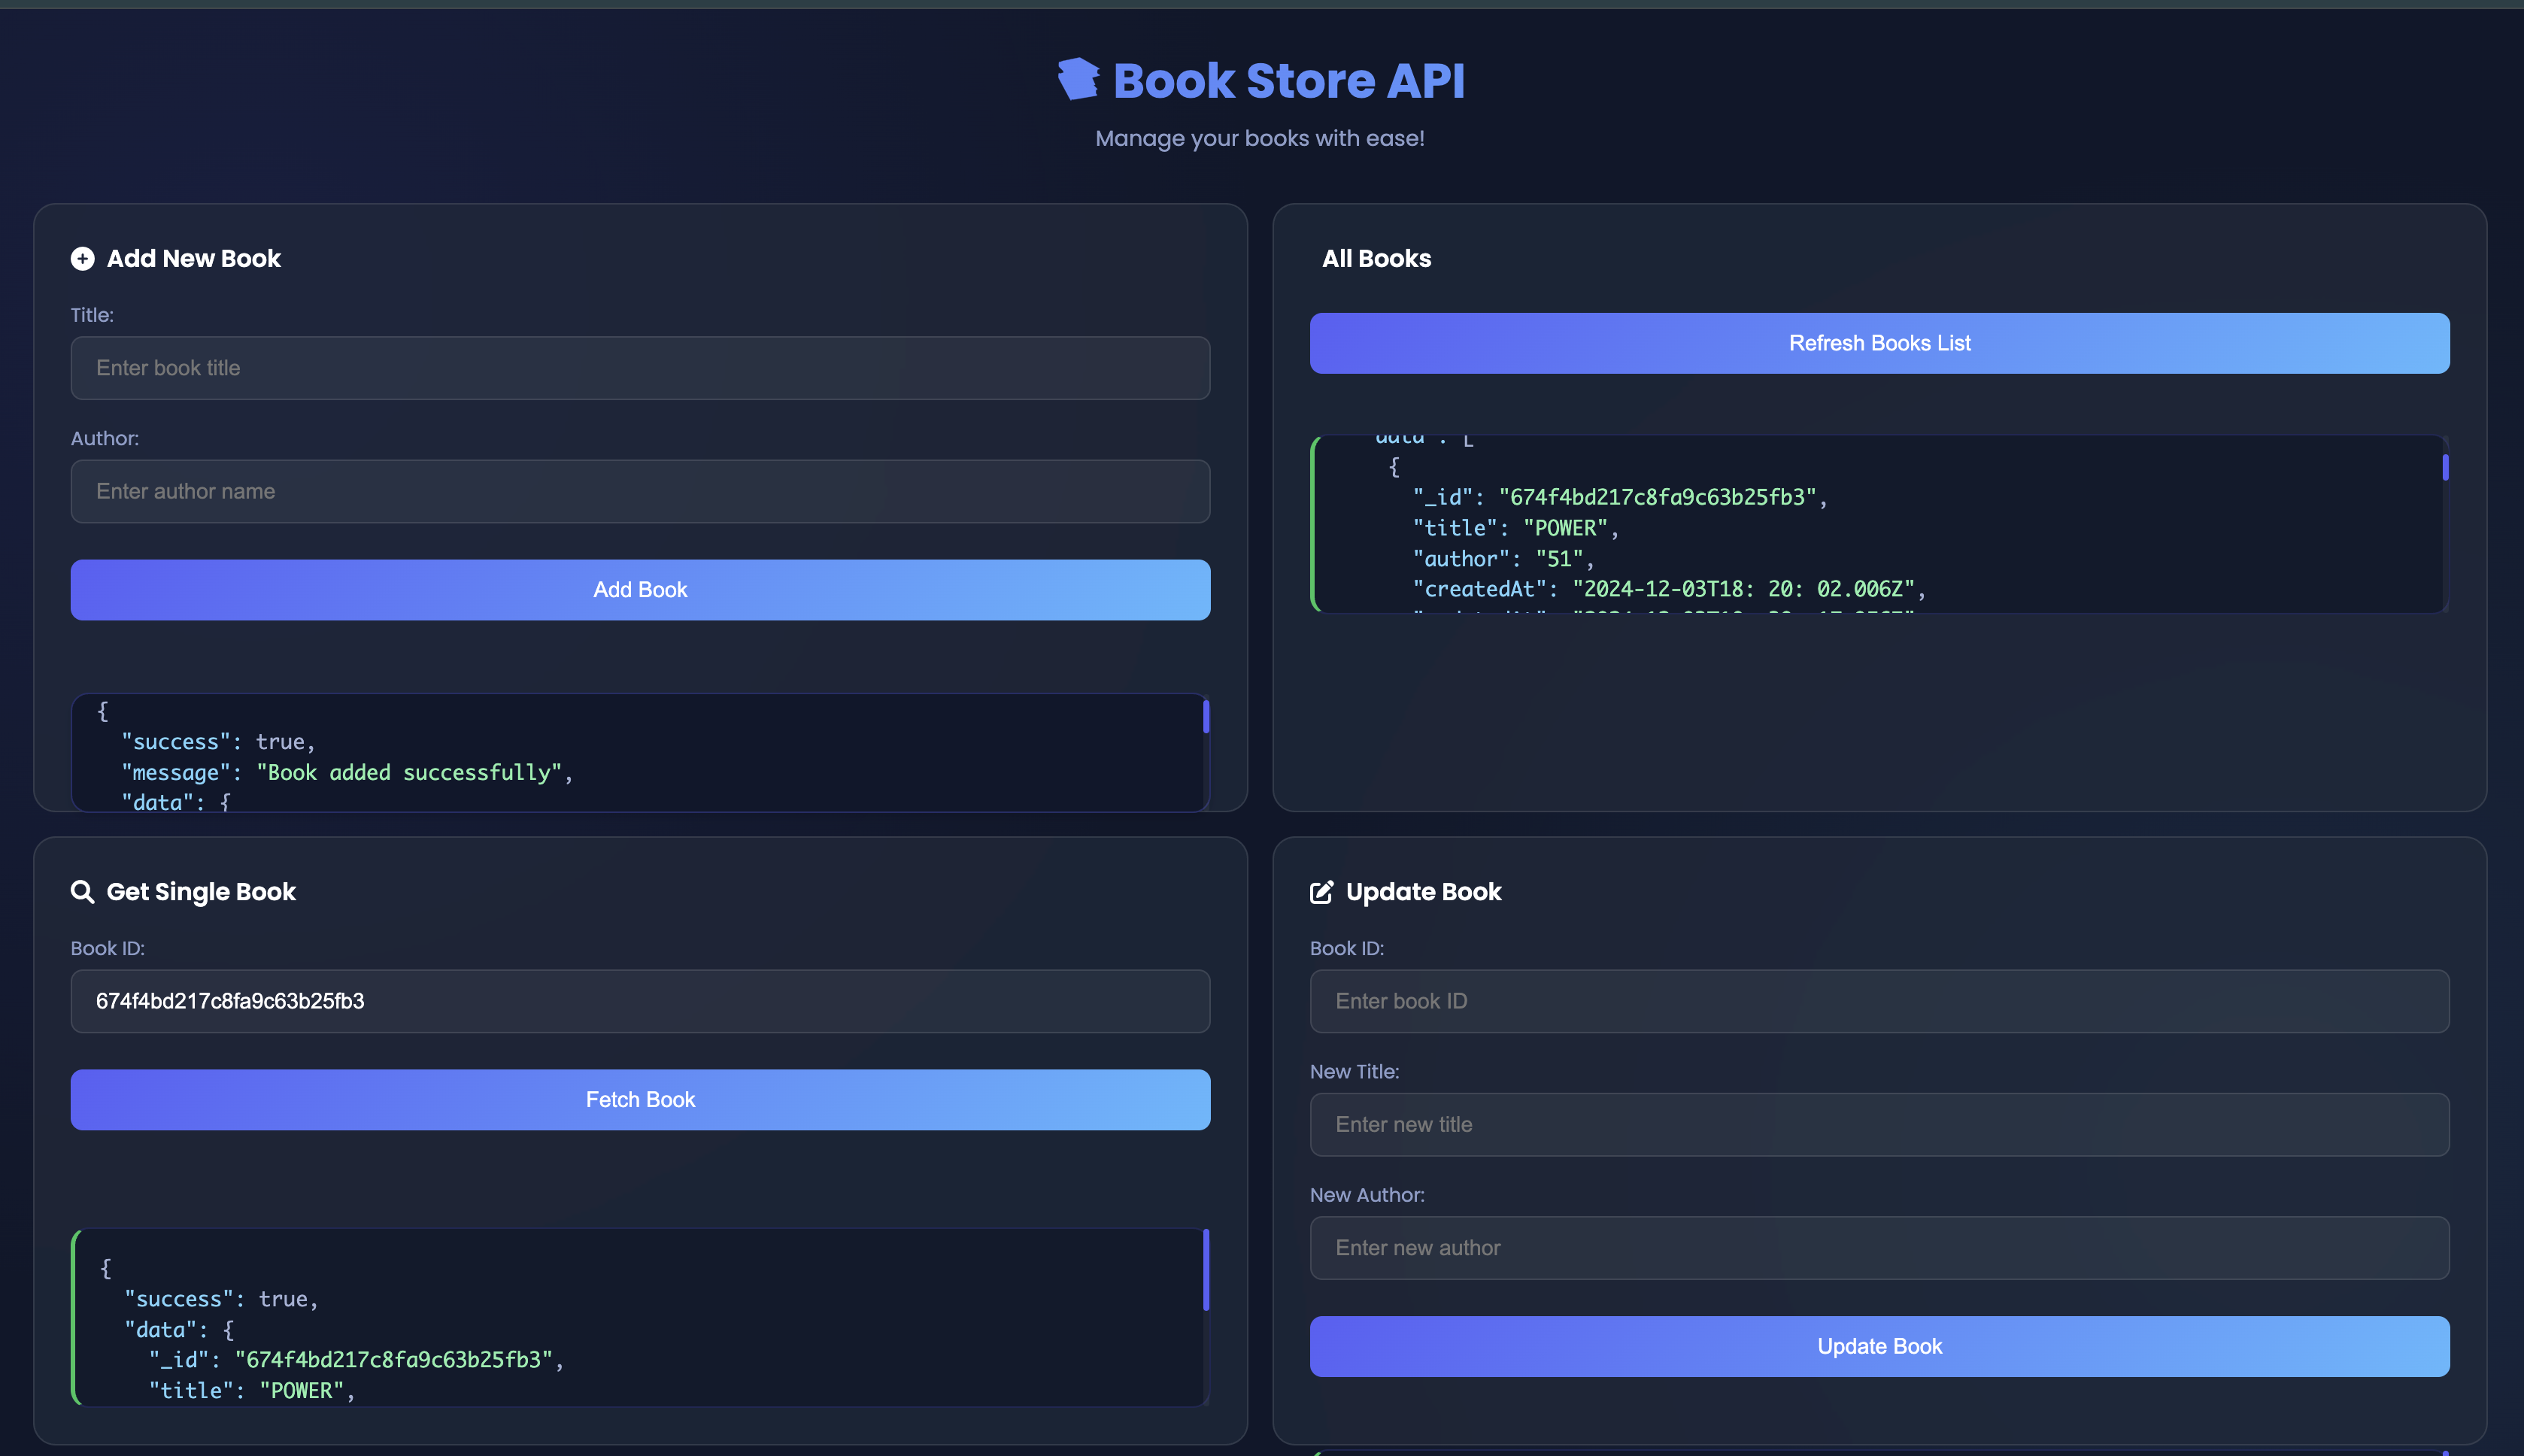 Book Store API
Manage your books with ease!
Add New Book
Title:
Enter book title
Author:
Enter author name
Add Book
{
"success": true,
"message": "Book added successfully",
"data": {
All Books
Refresh Books List
"data": [
{
"_id": "674f4bd217c8fa9c63b25fb3",
"title": "POWER",
"author": "51",
"createdAt": "2024-12-03T18: 20: 02.006Z",
Get Single Book
Book ID:
674f4bd217c8fa9c63b25fb3
Fetch Book
{
"success": true,
"data": {
"_id": "674f4bd217c8fa9c63b25fb3",
"title": "POWER",
Update Book
Book ID:
Enter book ID
New Title:
Enter new title
New Author:
Enter new author
Update Book